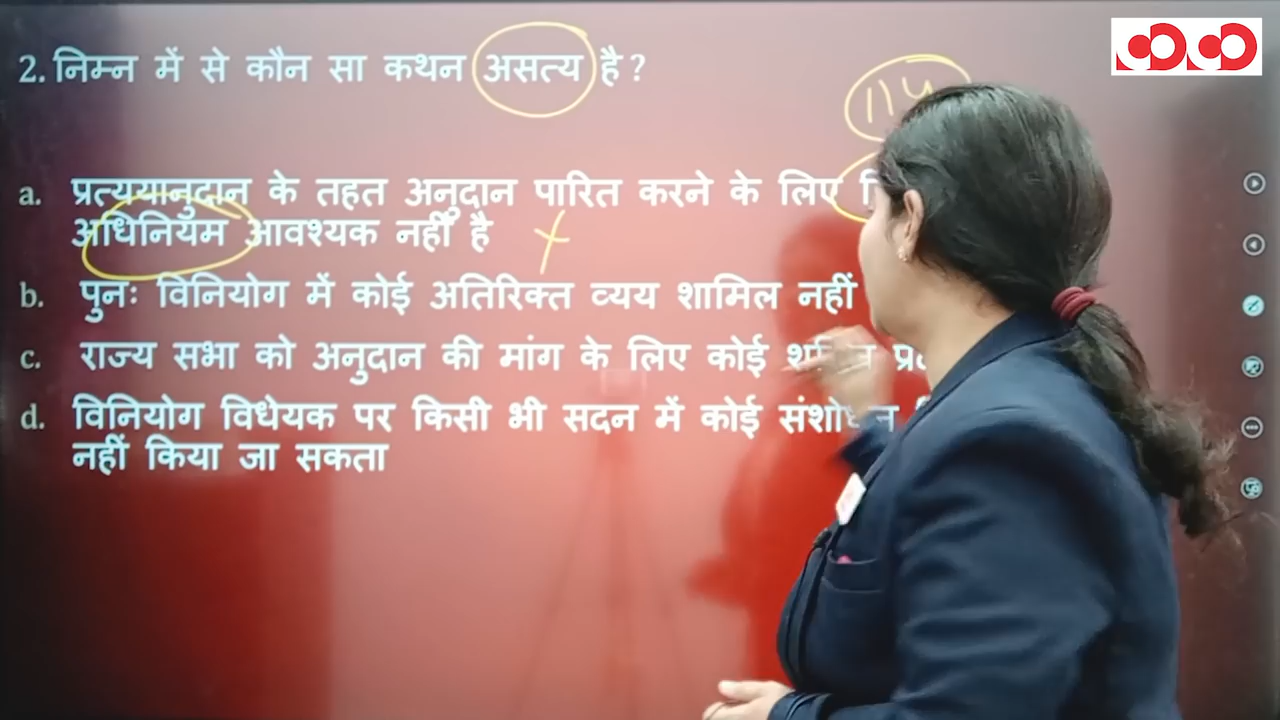 2. निम्न में से कौन सा कथन असत्य है ?
114
a. प्रत्ययानुदान के तहत अनुदान पारित करने के लिए
अधिनियम आवश्यक नहीं है
b. पुनः विनियोग में कोई अतिरिक्त व्यय शामिल नहीं
c. राज्य सभा को अनुदान की मांग के लिए कोई
d. विनियोग विधेयक पर किसी भी सदन में कोई संशोधन
नहीं किया जा सकता